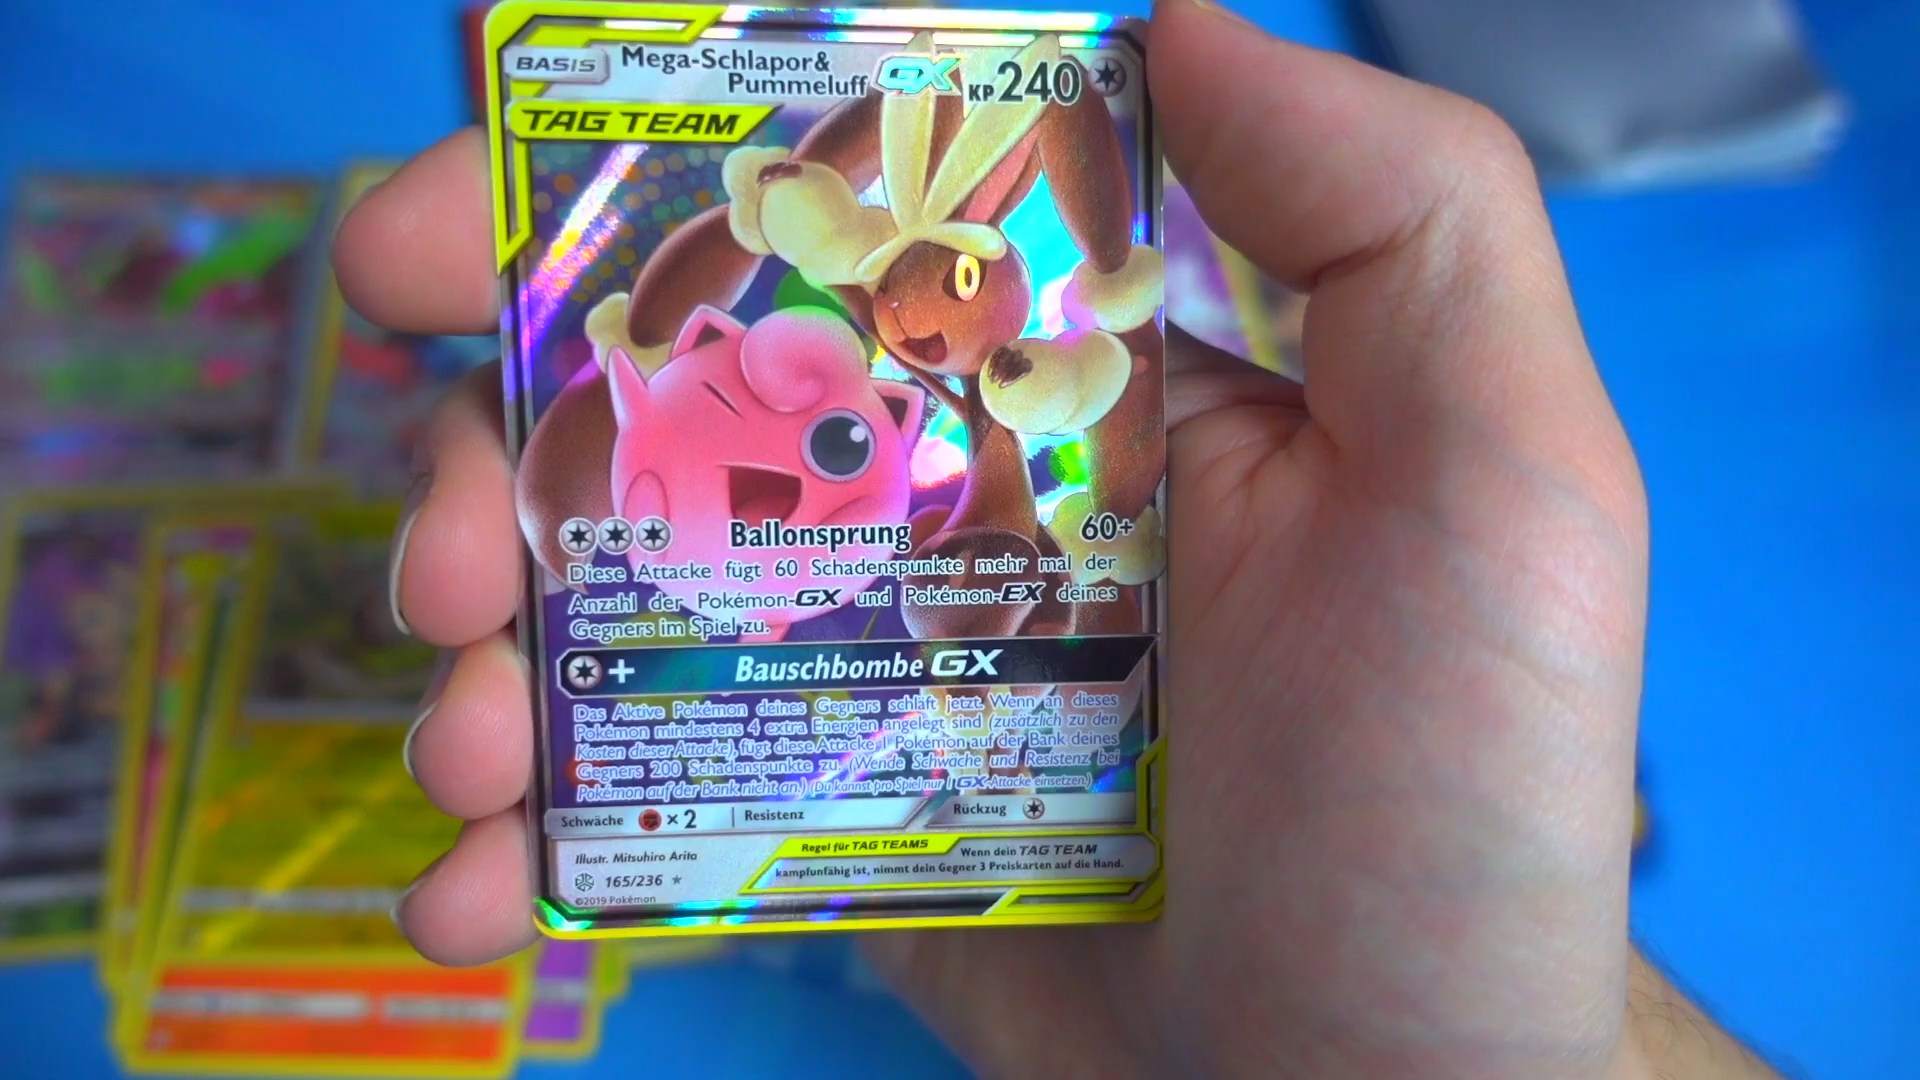 BASIS
Mega-Schlapor&
Pummeluff GX KP240
TAG TEAM
Ballonsprung 60+
Diese Attacke fügt 60 Schadenspunkte mehr mal der
Anzahl der Pokémon-GX und Pokémon-EX deines
Gegners im Spiel zu.
+ Bauschbombe GX
Das Aktive Pokémon deines Gegners schläft jetzt. Wenn an dieses
Pokémon mindestens 4 extra Energien angelegt sind (zusätzlich zu den
Kosten dieser Attacke), fügt diese Attacke 1 Pokémon auf der Bank deines
Gegners 200 Schadenspunkte zu. (Wende Schwäche und Resistenz bei
Pokémon auf der Bank nicht an.) (Du kannst pro Spiel nur 1 GX-Attacke einsetzen.)
Schwäche ×2 Resistenz Rückzug
Illustr. Mitsuhiro Arita
165/236
©2019 Pokémon
Regel für TAG TEAMS Wenn dein TAG TEAM
kampfunfähig ist, nimmt dein Gegner 3 Preiskarten auf die Hand.